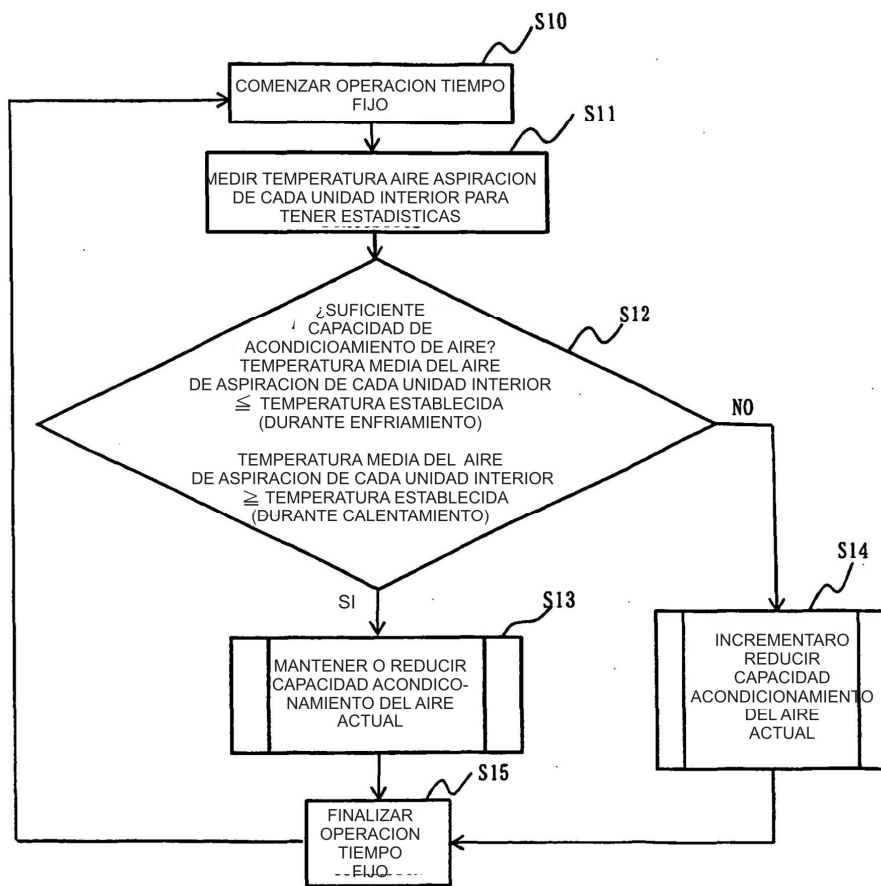 S10
COMENZAR OPERACION TIEMPO
FIJO
S11
MEDIR TEMPERATURA AIRE ASPIRACION
DE CADA UNIDAD INTERIOR PARA
TENER ESTADISTICAS
S12
¿SUFICIENTE
CAPACIDAD DE
ACONDICIOAMIENTO DE AIRE?
TEMPERATURA MEDIA DEL AIRE
DE ASPIRACION DE CADA UNIDAD INTERIOR
≦ TEMPERATURA ESTABLECIDA
(DURANTE ENFRIAMIENTO)
TEMPERATURA MEDIA DEL AIRE
DE ASPIRACION DE CADA UNIDAD INTERIOR
≧ TEMPERATURA ESTABLECIDA
(DURANTE CALENTAMIENTO)
NO
SI
S13
MANTENER O REDUCIR
CAPACIDAD ACONDICO-
NAMIENTO DEL AIRE
ACTUAL
S14
INCREMENTARO
REDUCIR
CAPACIDAD
ACONDICIONAMIENTO
DEL AIRE
ACTUAL
S15
FINALIZAR
OPERACION
TIEMPO
FIJO